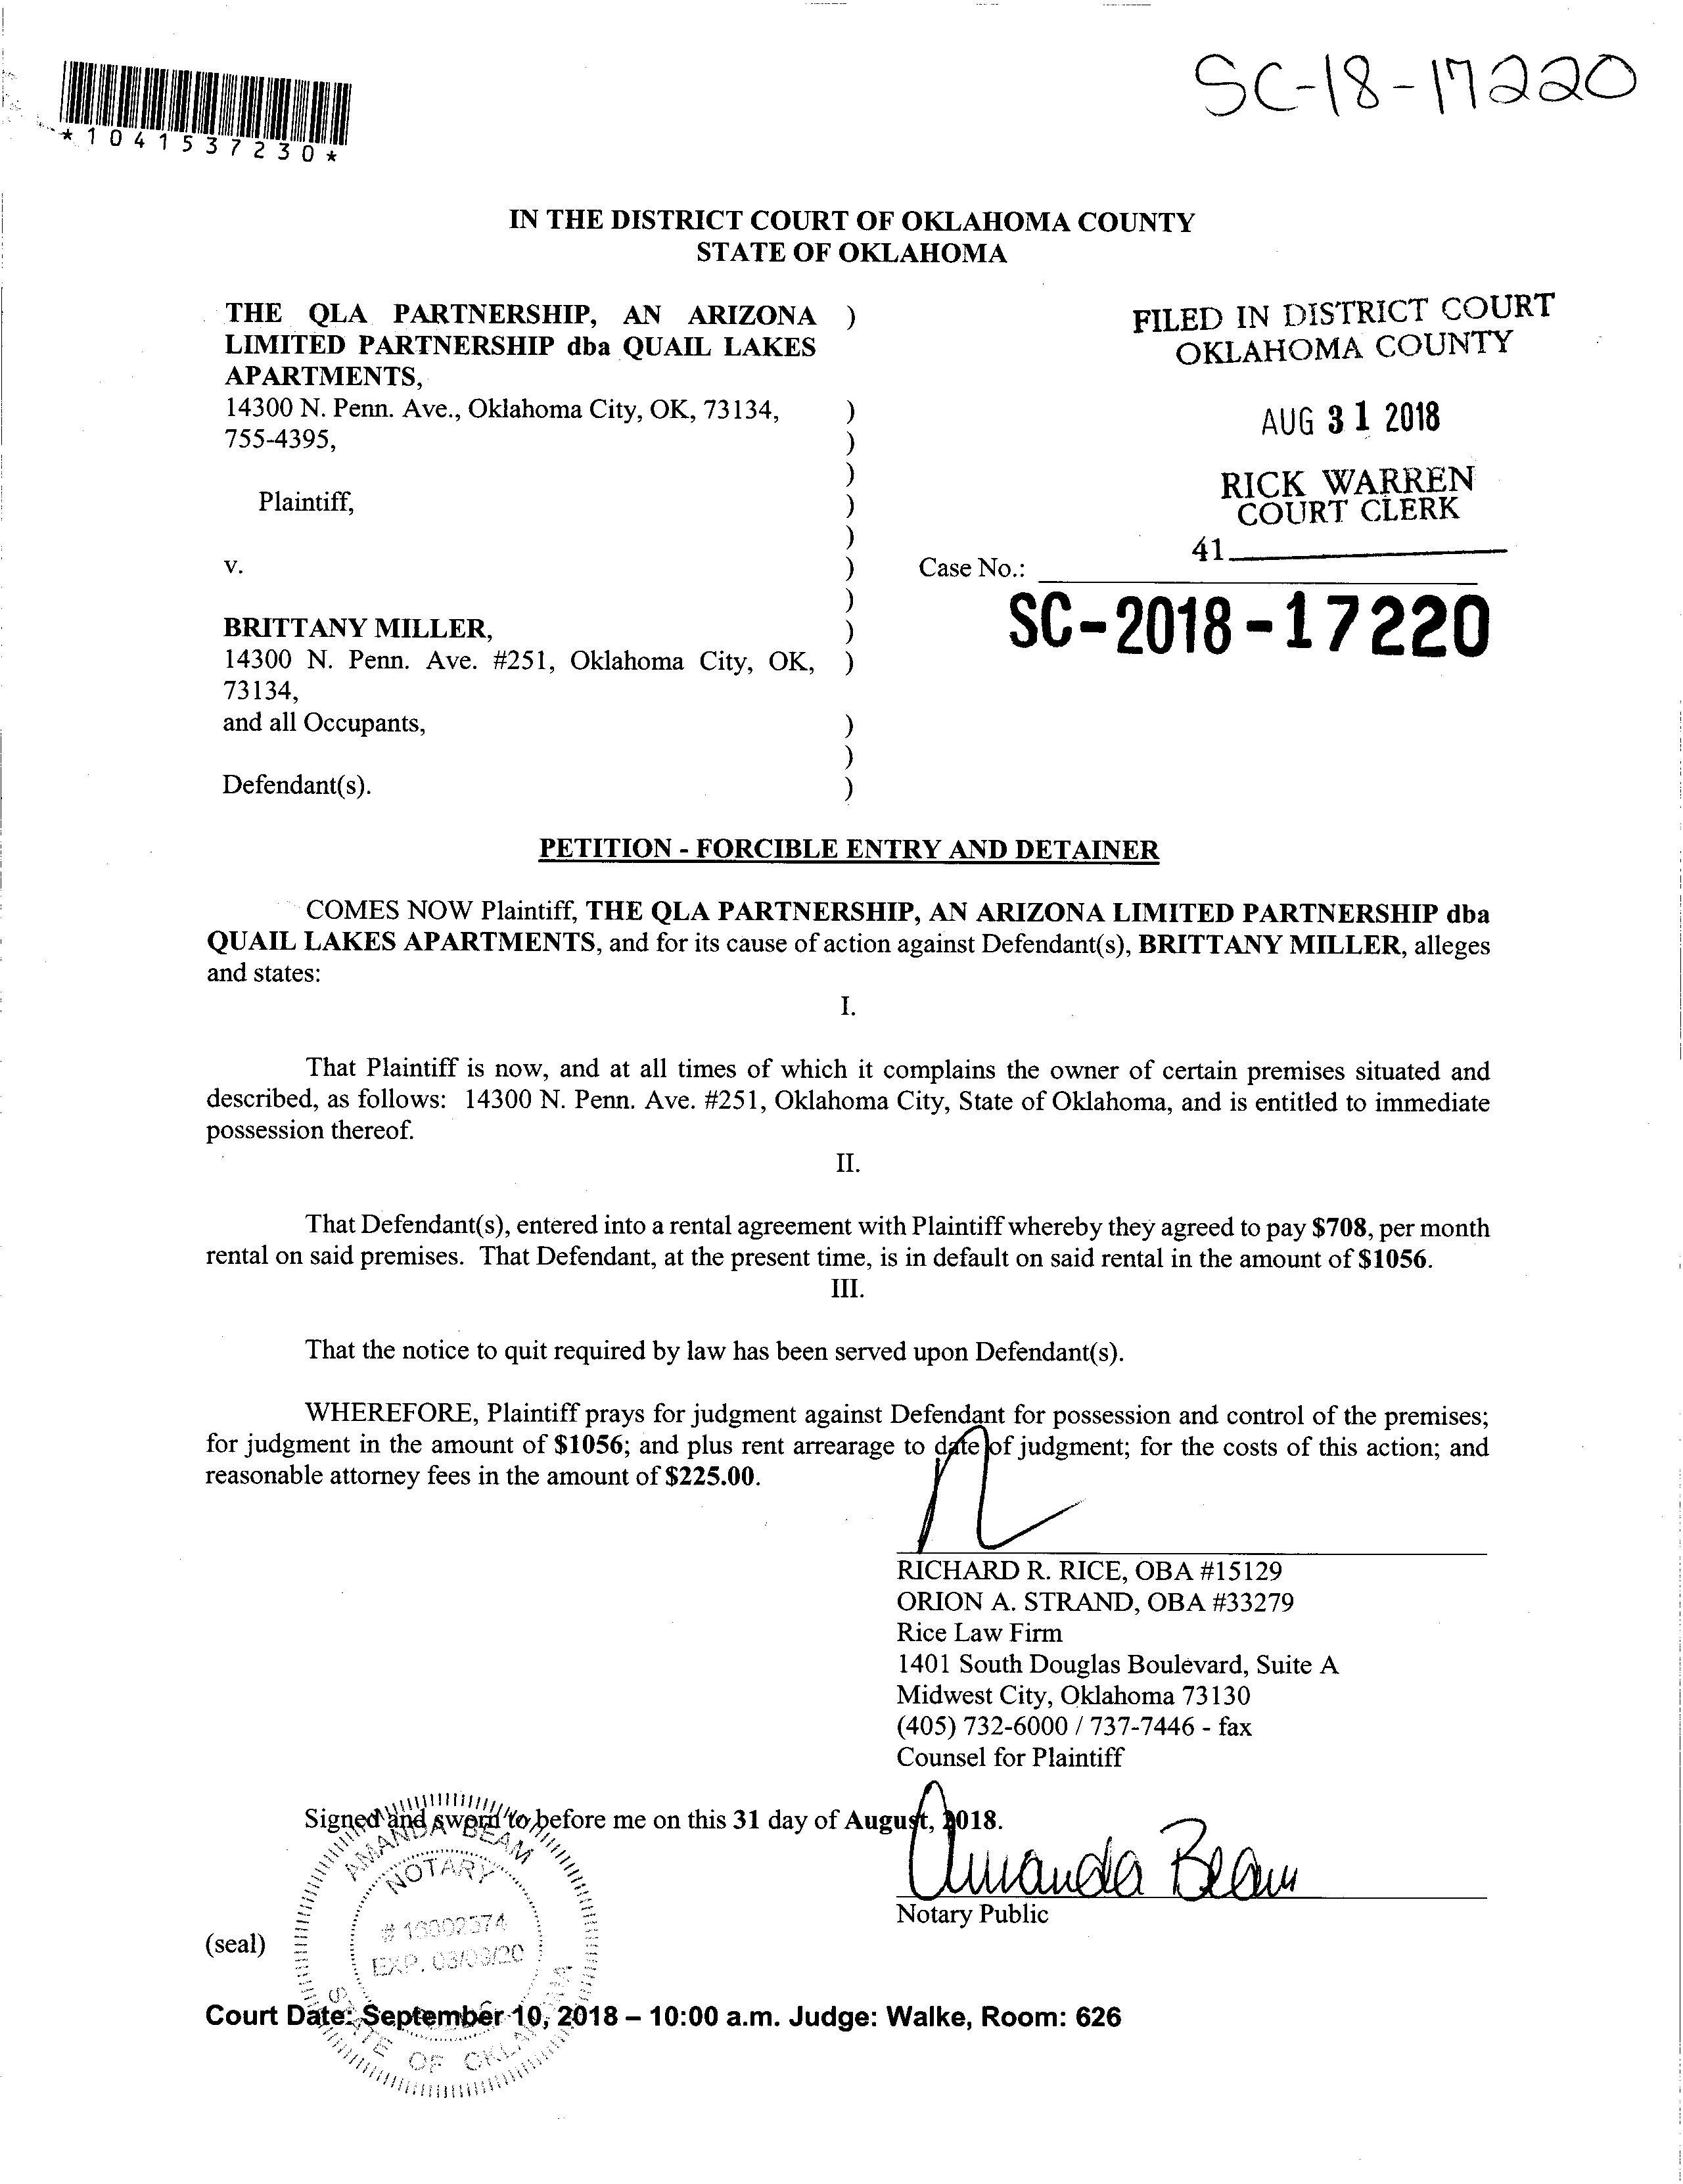 SC-18-17220
*1041537230*
IN THE DISTRICT COURT OF OKLAHOMA COUNTY
STATE OF OKLAHOMA
THE QLA PARTNERSHIP, AN ARIZONA )
LIMITED PARTNERSHIP dba QUAIL LAKES
APARTMENTS,
14300 N. Penn. Ave., Oklahoma City, OK, 73134, )
755-4395, )
)
Plaintiff, )
)
v. )
)
BRITTANY MILLER, )
14300 N. Penn. Ave. #251, Oklahoma City, OK, )
73134,
and all Occupants, )
)
Defendant(s). )
FILED IN DISTRICT COURT
OKLAHOMA COUNTY
AUG 31 2018
RICK WARREN
COURT CLERK
41
Case No.:
SC-2018-17220
PETITION - FORCIBLE ENTRY AND DETAINER
COMES NOW Plaintiff, THE QLA PARTNERSHIP, AN ARIZONA LIMITED PARTNERSHIP dba
QUAIL LAKES APARTMENTS, and for its cause of action against Defendant(s), BRITTANY MILLER, alleges
and states:
I.
That Plaintiff is now, and at all times of which it complains the owner of certain premises situated and
described, as follows: 14300 N. Penn. Ave. #251, Oklahoma City, State of Oklahoma, and is entitled to immediate
possession thereof.
II.
That Defendant(s), entered into a rental agreement with Plaintiff whereby they agreed to pay $708, per month
rental on said premises. That Defendant, at the present time, is in default on said rental in the amount of $1056.
III.
That the notice to quit required by law has been served upon Defendant(s).
WHEREFORE, Plaintiff prays for judgment against Defendant for possession and control of the premises;
for judgment in the amount of $1056; and plus rent arrearage to date of judgment; for the costs of this action; and
reasonable attorney fees in the amount of $225.00.
RICHARD R. RICE, OBA #15129
ORION A. STRAND, OBA #33279
Rice Law Firm
1401 South Douglas Boulevard, Suite A
Midwest City, Oklahoma 73130
(405) 732-6000 / 737-7446 - fax
Counsel for Plaintiff
Signed and sworn to before me on this 31 day of August, 2018.
Amanda Beam
Notary Public
(seal)
AMANDA BEAM
NOTARY
# 16002374
EXP. 03/03/20
STATE OF OKLAHOMA
Court Date: September 10, 2018 – 10:00 a.m. Judge: Walke, Room: 626